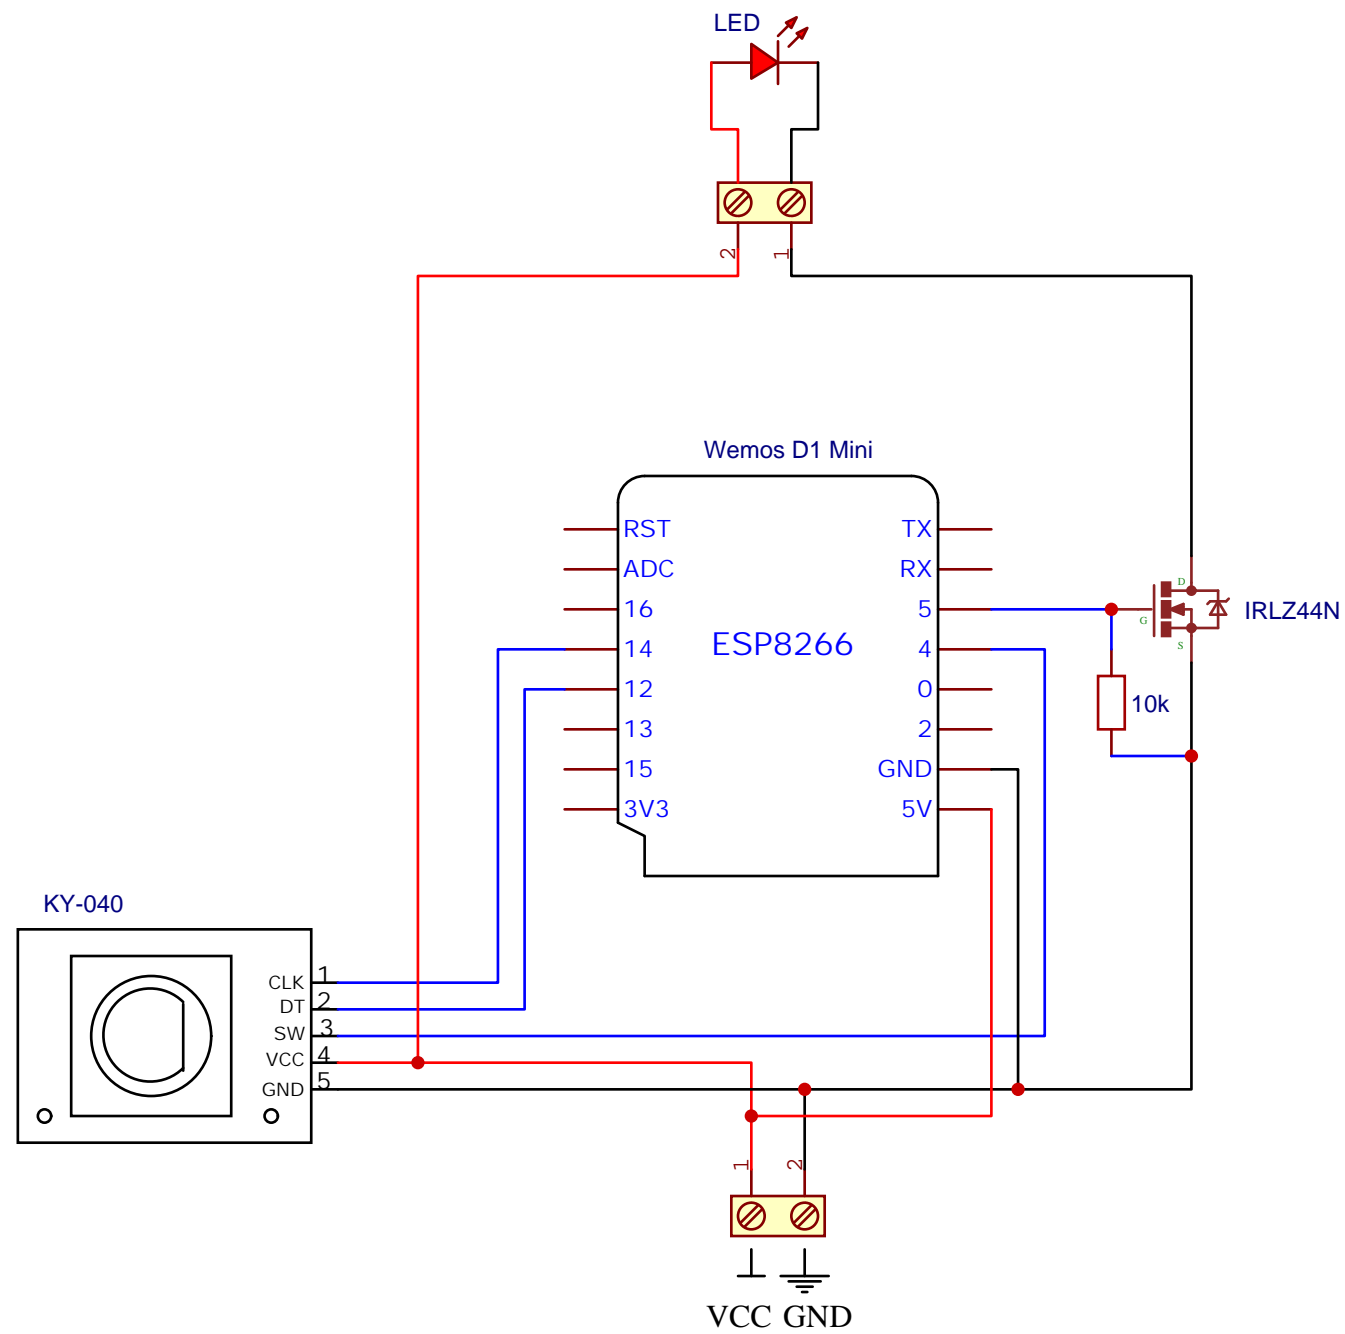 LED
2
1
Wemos D1 Mini
RST
TX
ADC
RX
16
5
14
4
12
0
13
2
15
GND
3V3
5V
ESP8266
D
G
S
IRLZ44N
10k
KY-040
CLK 1
DT 2
SW 3
VCC 4
GND 5
1
2
VCC GND